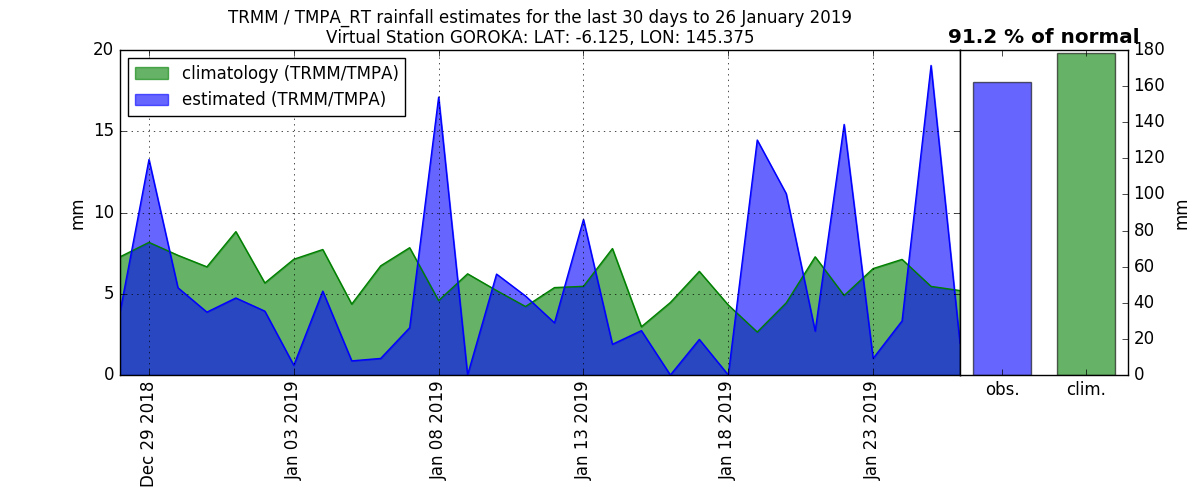 TRMM / TMPA_RT rainfall estimates for the last 30 days to 26 January 2019
Virtual Station GOROKA: LAT: -6.125, LON: 145.375
91.2 % of normal
climatology (TRMM/TMPA)
estimated (TRMM/TMPA)
20
15
10
5
0
mm
180
160
140
120
100
80
60
40
20
0
mm
Dec 29 2018
Jan 03 2019
Jan 08 2019
Jan 13 2019
Jan 18 2019
Jan 23 2019
obs.
clim.